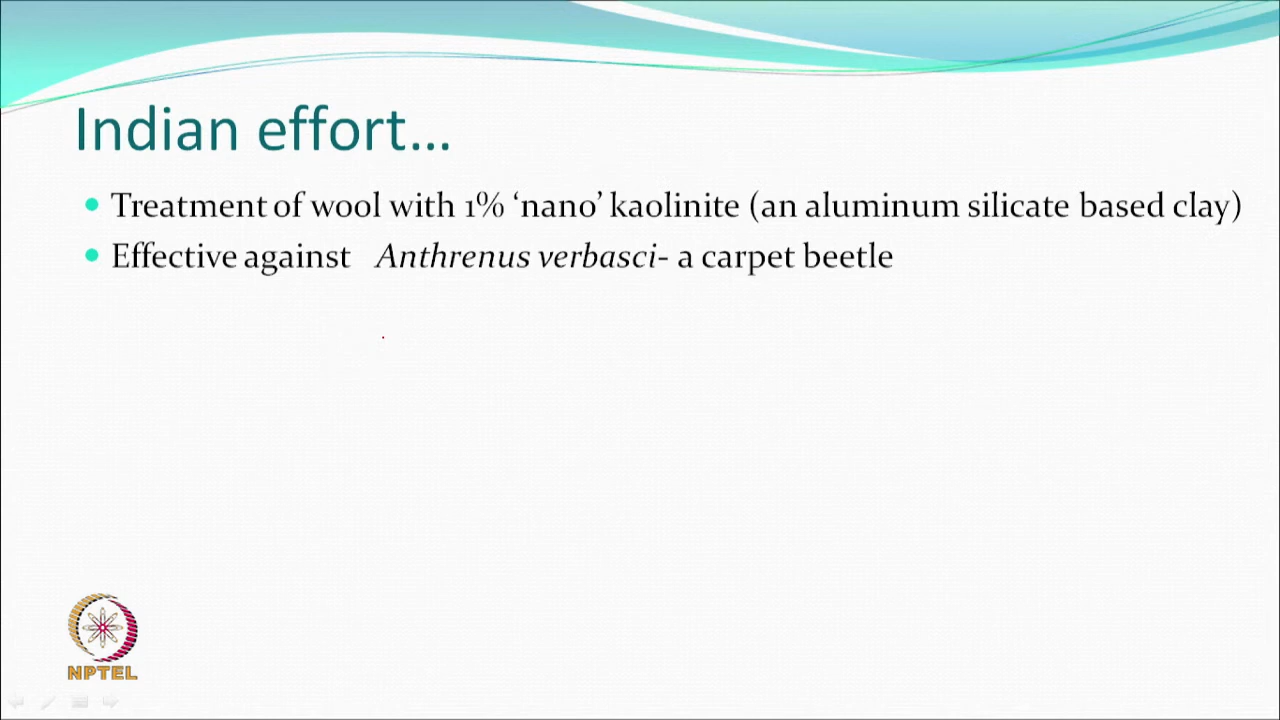 Indian effort...
Treatment of wool with 1% ‘nano’ kaolinite (an aluminum silicate based clay)
Effective against Anthrenus verbasci- a carpet beetle
NPTEL